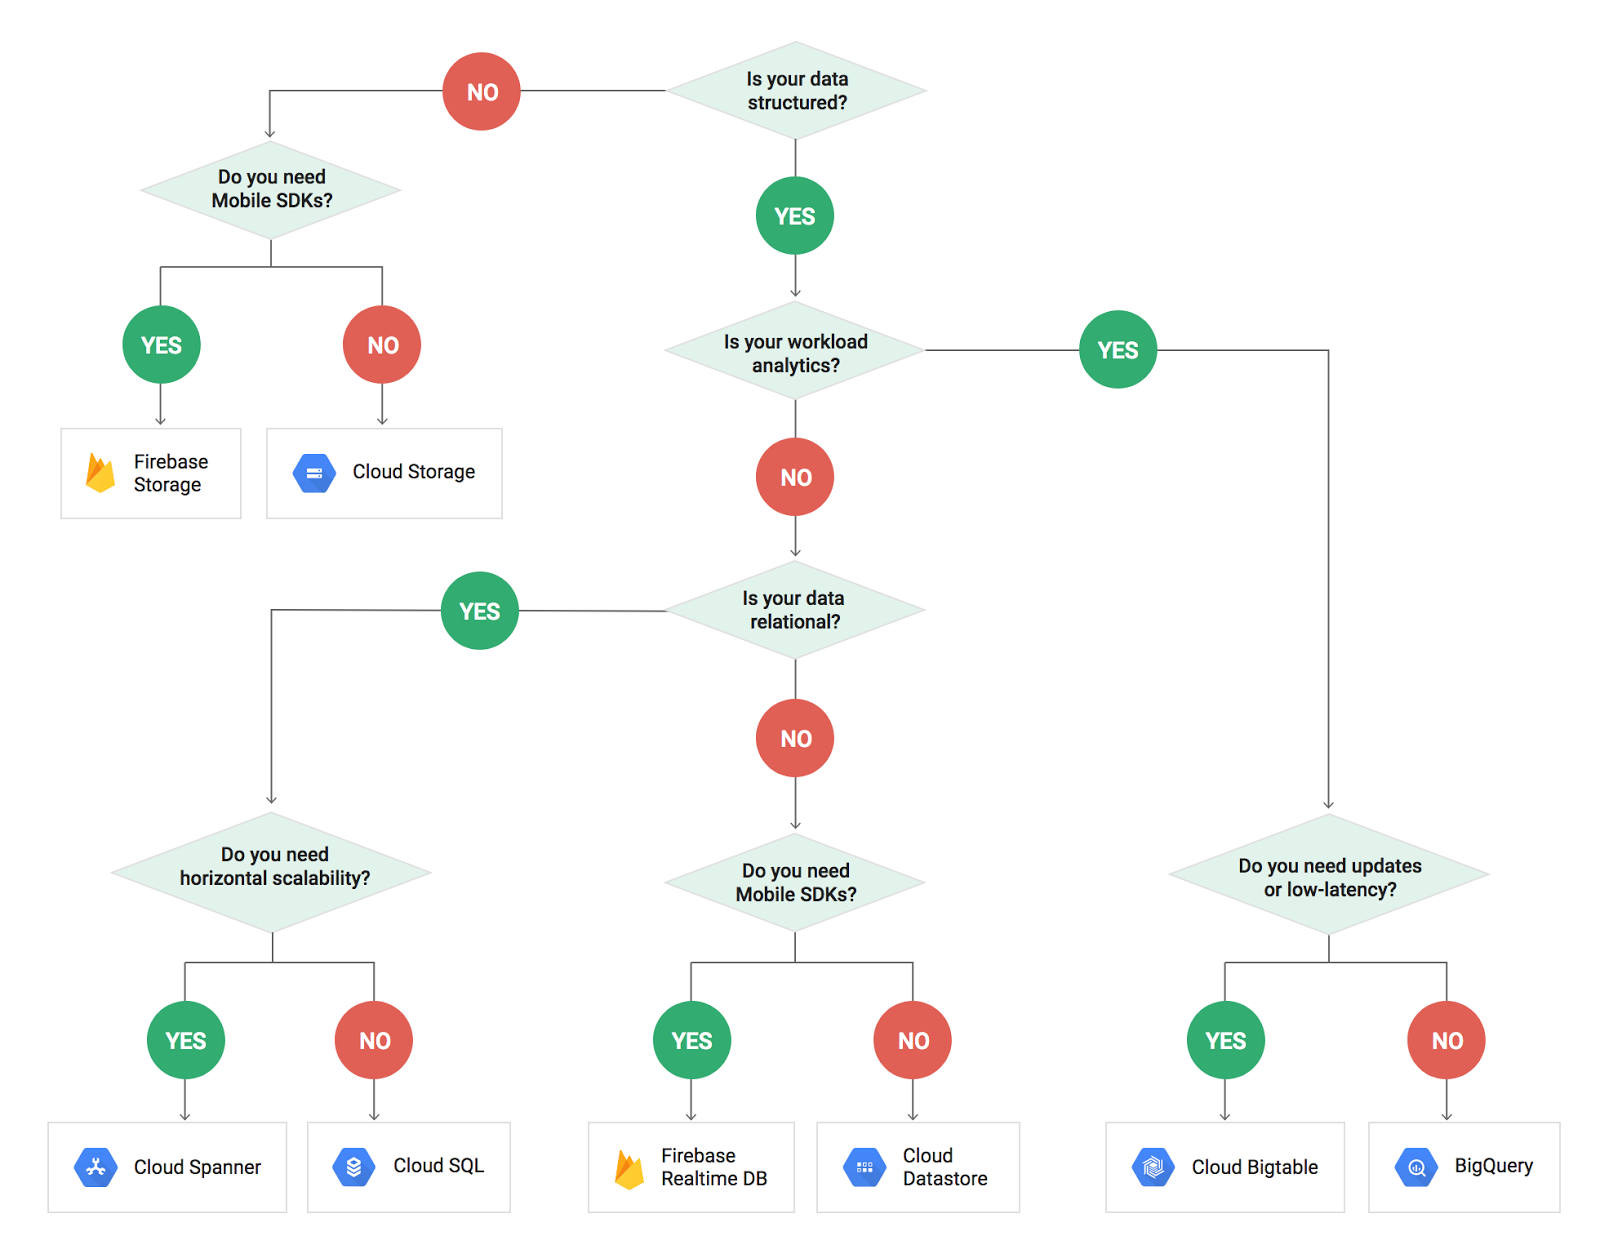 Is your data
structured?
NO
Do you need
Mobile SDKs?
YES
YES
NO
Is your workload
analytics?
YES
Firebase
Storage
Cloud Storage
NO
Is your data
relational?
YES
NO
Do you need
horizontal scalability?
Do you need
Mobile SDKs?
Do you need updates
or low-latency?
YES
NO
YES
NO
YES
NO
Cloud Spanner
Cloud SQL
Firebase
Realtime DB
Cloud
Datastore
Cloud Bigtable
BigQuery